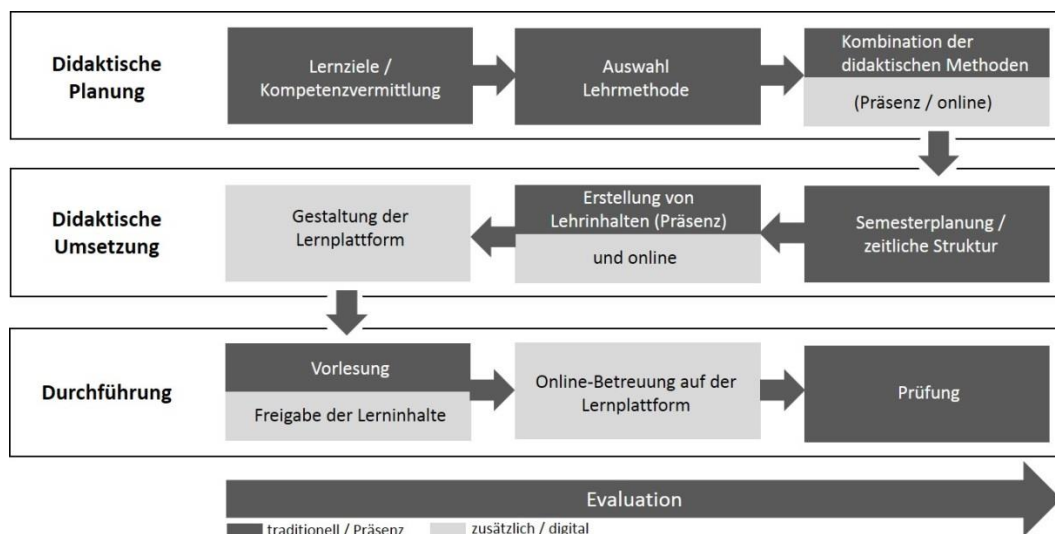 Didaktische
Planung
Lernziele /
Kompetenzvermittlung
Auswahl
Lehrmethode
Kombination der
didaktischen Methoden
(Präsenz / online)
Didaktische
Umsetzung
Gestaltung der
Lernplattform
Erstellung von
Lehrinhalten (Präsenz)
und online
Semesterplanung /
zeitliche Struktur
Durchführung
Vorlesung
Freigabe der Lerninhalte
Online-Betreuung auf der
Lernplattform
Prüfung
Evaluation
traditionell / Präsenz
zusätzlich / digital